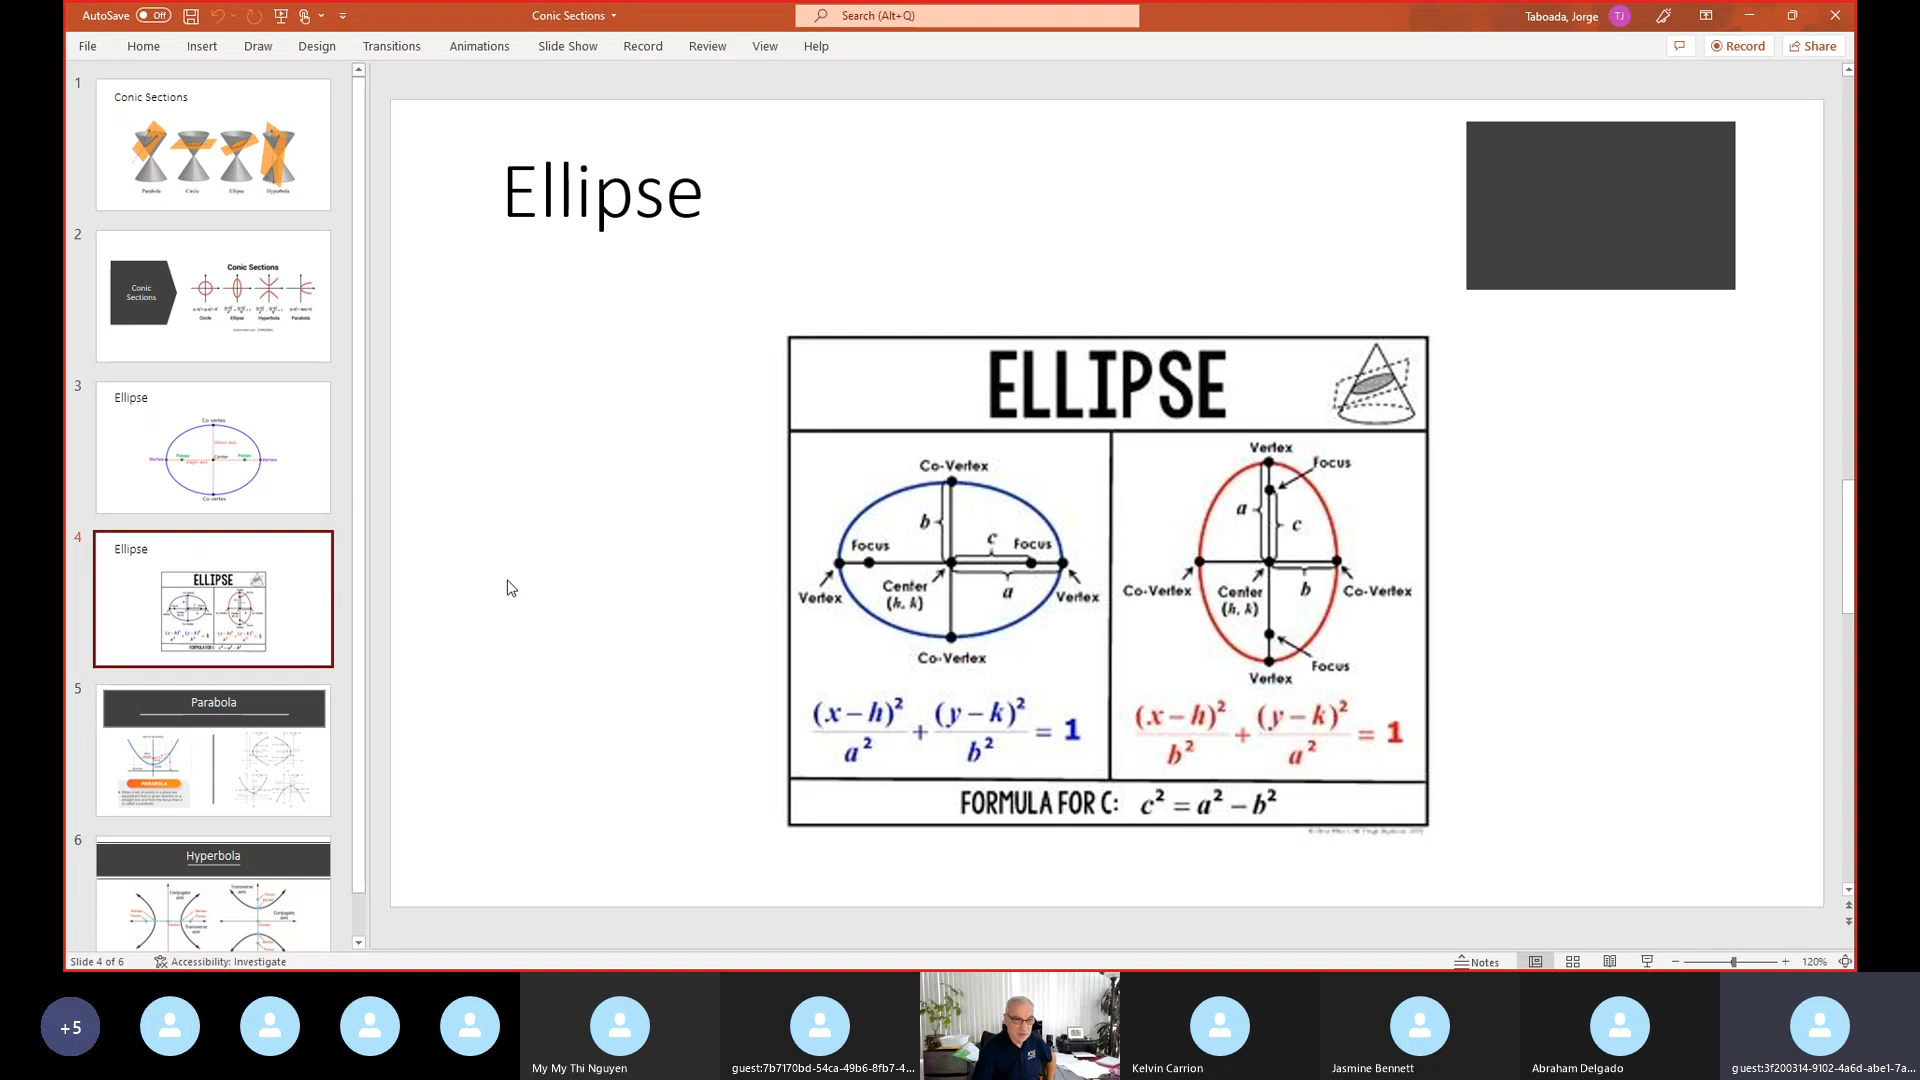 AutoSave Off
Conic Sections
Search (Alt+Q)
Taboada, Jorge TJ
File Home Insert Draw Design Transitions Animations Slide Show Record Review View Help
Record Share
1
Conic Sections
Parabola Circle Ellipse Hyperbola
2
Conic Sections
Conic
Sections
Circle Ellipse Hyperbola Parabola
3
Ellipse
Co-vertex
Vertex Focus Center Focus Vertex
Co-vertex
4
Ellipse
ELLIPSE
5
Parabola
PARABOLA
6
Hyperbola
Transverse
axis
Conjugate
axis
Conjugate
axis
Transverse
axis
Ellipse
ELLIPSE
Co-Vertex
b
c
Focus Focus
Center
(h, k)
a
Vertex Vertex
Co-Vertex
(x – h)² / a² + (y – k)² / b² = 1
Vertex
Focus
a
c
Co-Vertex Center
(h, k)
b Co-Vertex
Focus
Vertex
(x – h)² / b² + (y – k)² / a² = 1
FORMULA FOR C: c² = a² – b²
Slide 4 of 6 Accessibility: Investigate
Notes 120%
+5
My My Thi Nguyen
guest:7b7170bd-54ca-49b6-8fb7-4...
Kelvin Carrion
Jasmine Bennett
Abraham Delgado
guest:3f200314-9102-4a6d-abe1-7a...